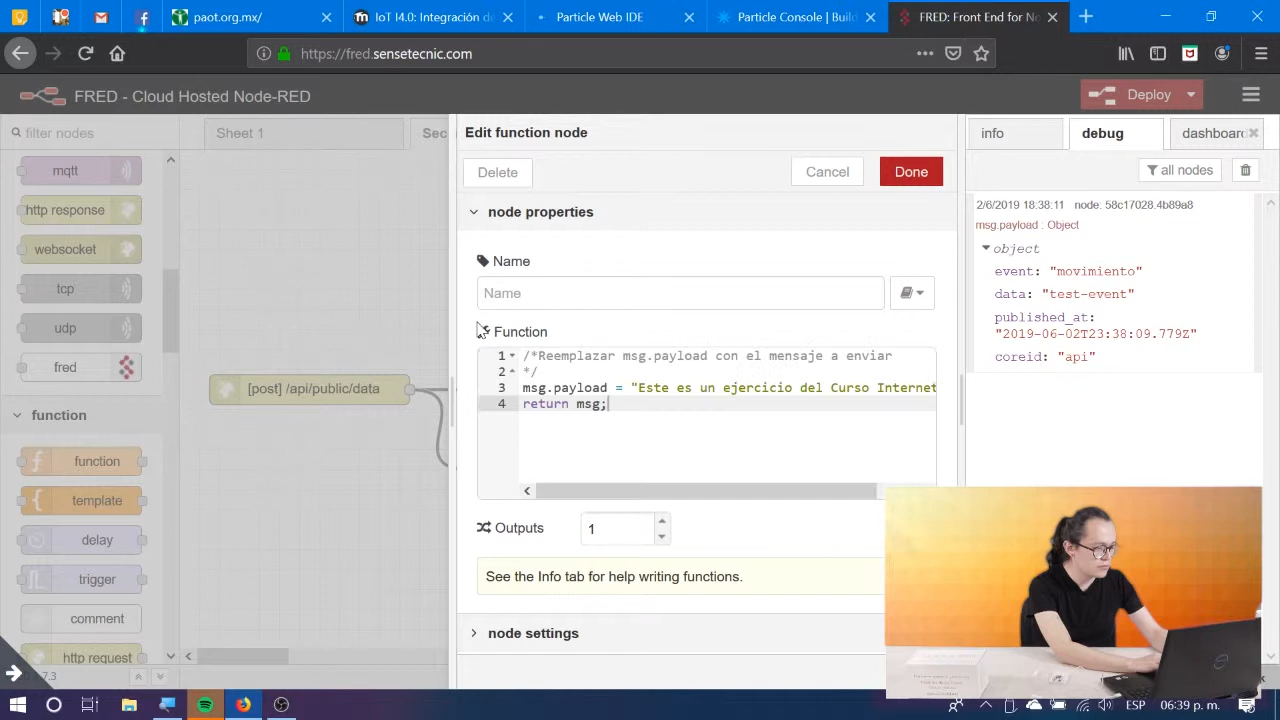 paot.org.mx/
IoT I4.0: Integración de
Particle Web IDE
Particle Console | Build
FRED: Front End for No
https://fred.sensetecnic.com
FRED - Cloud Hosted Node-RED
Deploy
filter nodes
Sheet 1
Sec
Edit function node
info
debug
dashboard
Delete
Cancel
Done
all nodes
mqtt
http response
websocket
tcp
udp
fred
function
function
template
delay
trigger
comment
http request
[post] /api/public/data
node properties
Name
Name
Function
1 /*Reemplazar msg.payload con el mensaje a enviar
2 */
3 msg.payload = "Este es un ejercicio del Curso Internet
4 return msg;
Outputs
1
See the Info tab for help writing functions.
node settings
2/6/2019 18:38:11 node: 58c17028.4b89a8
msg.payload : Object
object
event: "movimiento"
data: "test-event"
published_at:
"2019-06-02T23:38:09.779Z"
coreid: "api"
7.3
ESP
06:39 p. m.